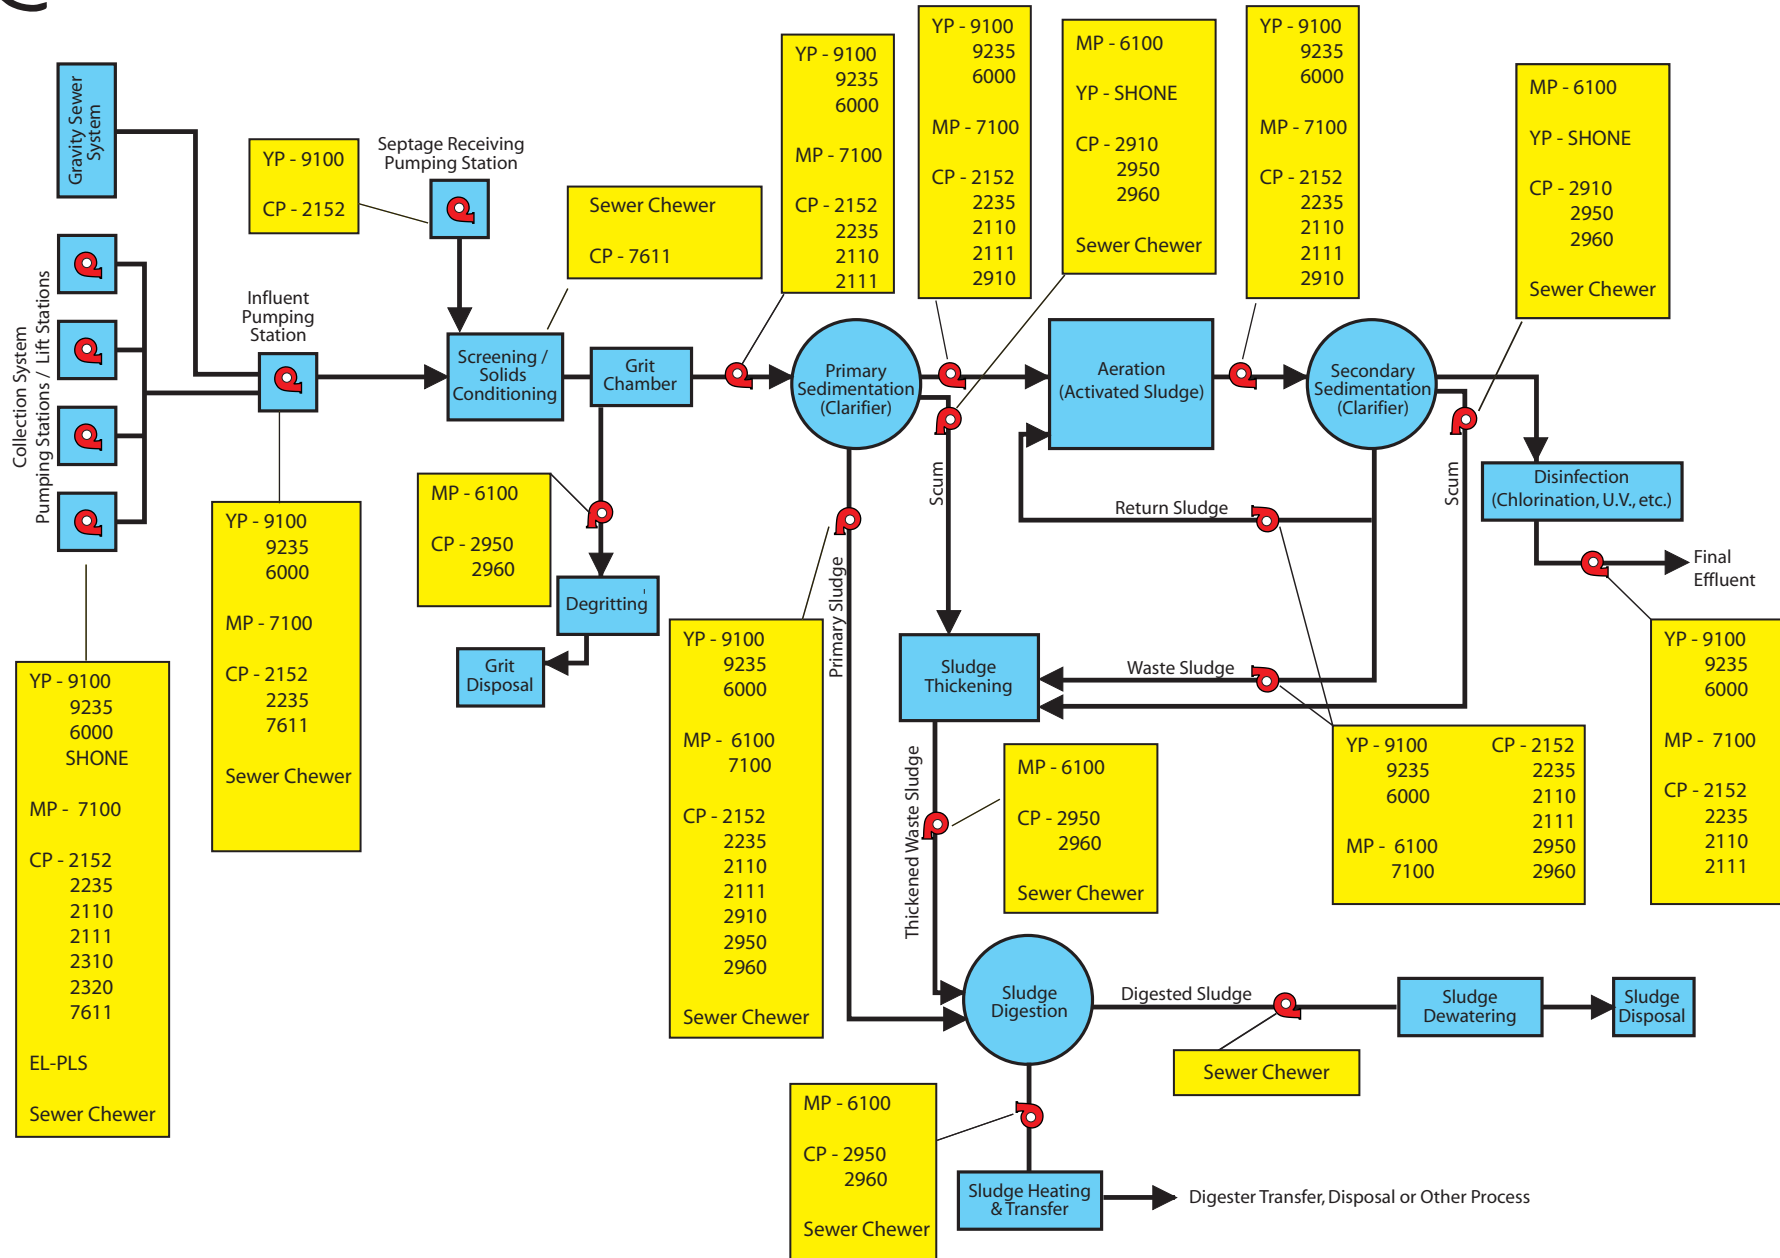 Gravity Sewer
System
Collection System
Pumping Stations / Lift Stations
YP - 9100
9235
6000
SHONE
MP - 7100
CP - 2152
2235
2110
2111
2310
2320
7611
EL-PLS
Sewer Chewer
YP - 9100
CP - 2152
Septage Receiving
Pumping Station
Influent
Pumping
Station
YP - 9100
9235
6000
MP - 7100
CP - 2152
2235
7611
Sewer Chewer
Sewer Chewer
CP - 7611
Screening /
Solids
Conditioning
Grit
Chamber
MP - 6100
CP - 2950
2960
Degritting
Grit
Disposal
YP - 9100
9235
6000
MP - 7100
CP - 2152
2235
2110
2111
Primary
Sedimentation
(Clarifier)
YP - 9100
9235
6000
MP - 7100
CP - 2152
2235
2110
2111
2910
MP - 6100
YP - SHONE
CP - 2910
2950
2960
Sewer Chewer
Aeration
(Activated Sludge)
YP - 9100
9235
6000
MP - 7100
CP - 2152
2235
2110
2111
2910
Secondary
Sedimentation
(Clarifier)
MP - 6100
YP - SHONE
CP - 2910
2950
2960
Sewer Chewer
Scum
Scum
Return Sludge
Disinfection
(Chlorination, U.V., etc.)
Final
Effluent
YP - 9100
9235
6000
MP - 7100
CP - 2152
2235
2110
2111
Primary Sludge
YP - 9100
9235
6000
MP - 6100
7100
CP - 2152
2235
2110
2111
2910
2950
2960
Sewer Chewer
Sludge
Thickening
Waste Sludge
YP - 9100
9235
6000
MP - 6100
7100
CP - 2152
2235
2110
2111
2950
2960
Thickened Waste Sludge
MP - 6100
CP - 2950
2960
Sewer Chewer
Sludge
Digestion
Digested Sludge
Sewer Chewer
Sludge
Dewatering
Sludge
Disposal
MP - 6100
CP - 2950
2960
Sewer Chewer
Sludge Heating
& Transfer
Digester Transfer, Disposal or Other Process